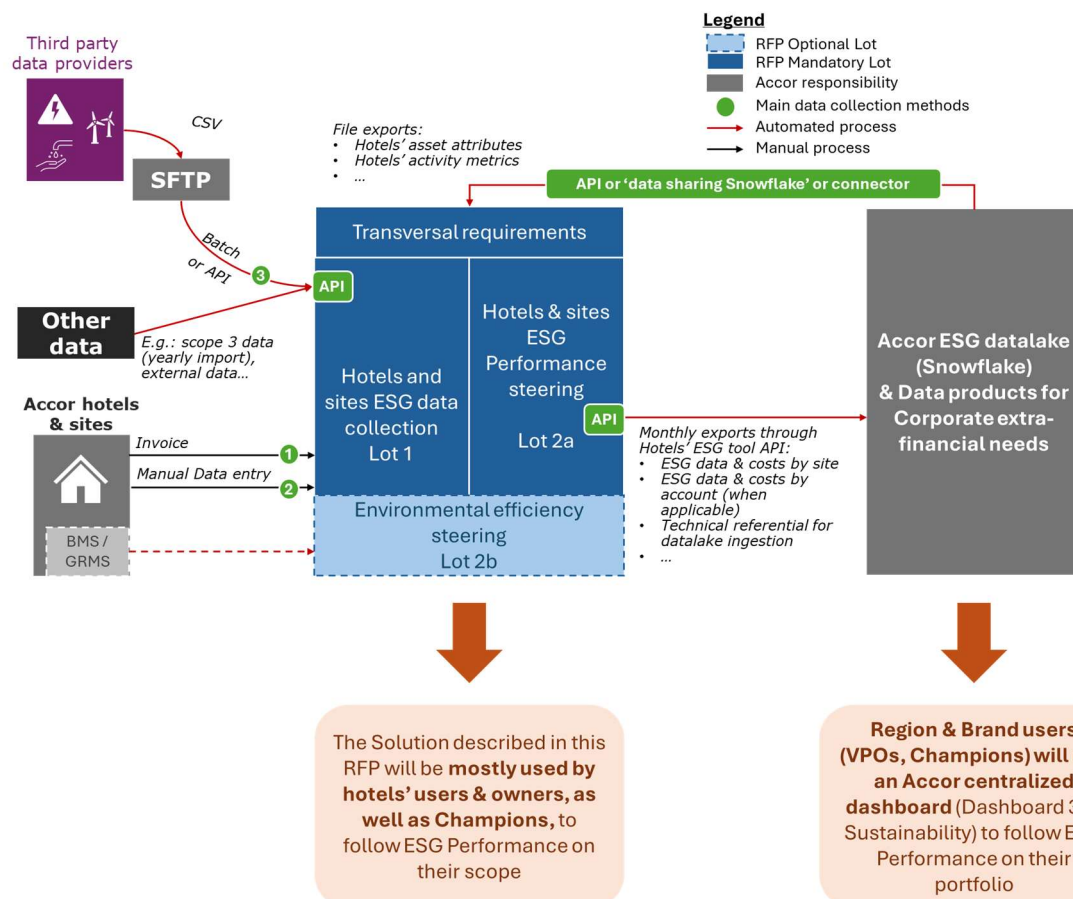 Legend
RFP Optional Lot
RFP Mandatory Lot
Accor responsibility
Main data collection methods
Automated process
Manual process
Third party
data providers
CSV
SFTP
Batch
or API
3
File exports:
• Hotels' asset attributes
• Hotels' activity metrics
• ...
API or 'data sharing Snowflake' or connector
Transversal requirements
API
Other
data
E.g.: scope 3 data
(yearly import),
external data...
Accor hotels
& sites
Invoice
1
Manual Data entry
2
BMS /
GRMS
Hotels and
sites ESG data
collection
Lot 1
Hotels & sites
ESG
Performance
steering
Lot 2a
API
Environmental efficiency
steering
Lot 2b
Monthly exports through
Hotels' ESG tool API:
• ESG data & costs by site
• ESG data & costs by
account (when
applicable)
• Technical referential for
datalake ingestion
• ...
Accor ESG datalake
(Snowflake)
& Data products for
Corporate extra-
financial needs
The Solution described in this
RFP will be mostly used by
hotels' users & owners, as
well as Champions, to
follow ESG Performance on
their scope
Region & Brand users
(VPOs, Champions) will
an Accor centralized
dashboard (Dashboard
Sustainability) to follow
Performance on their
portfolio